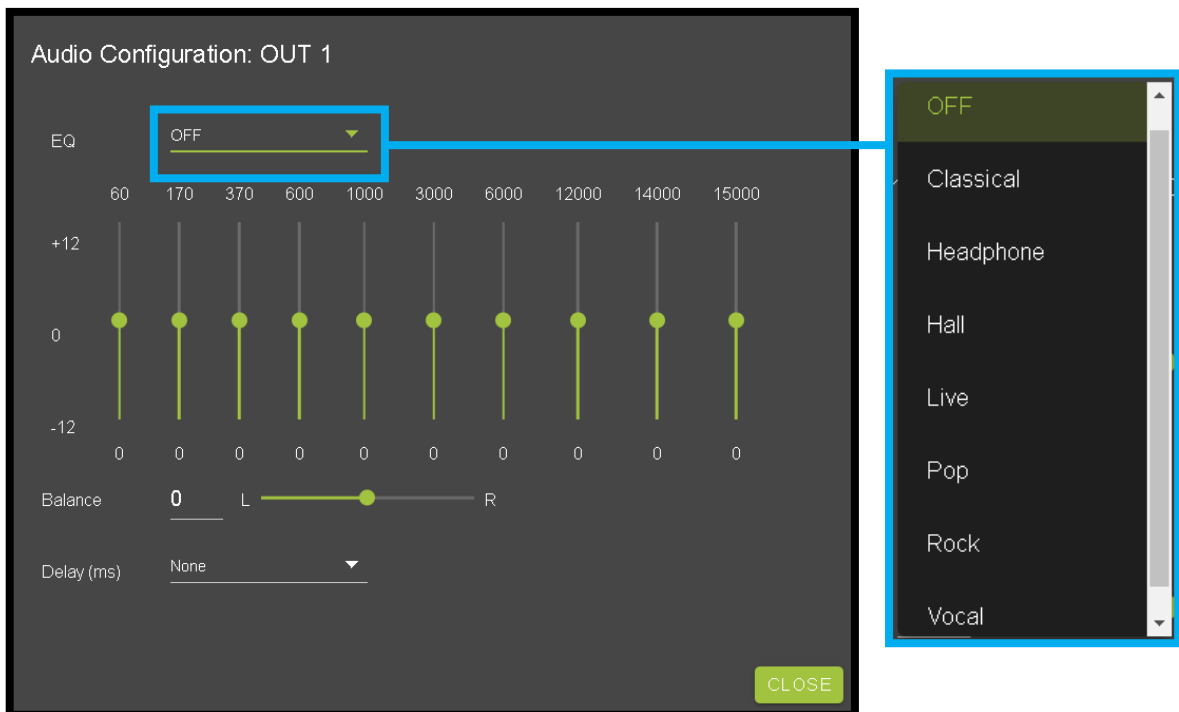 Audio Configuration: OUT 1
EQ OFF
60 170 370 600 1000 3000 6000 12000 14000 15000
+12
0
-12
0 0 0 0 0 0 0 0 0 0
Balance 0 L R
Delay (ms) None
CLOSE
OFF
Classical
Headphone
Hall
Live
Pop
Rock
Vocal